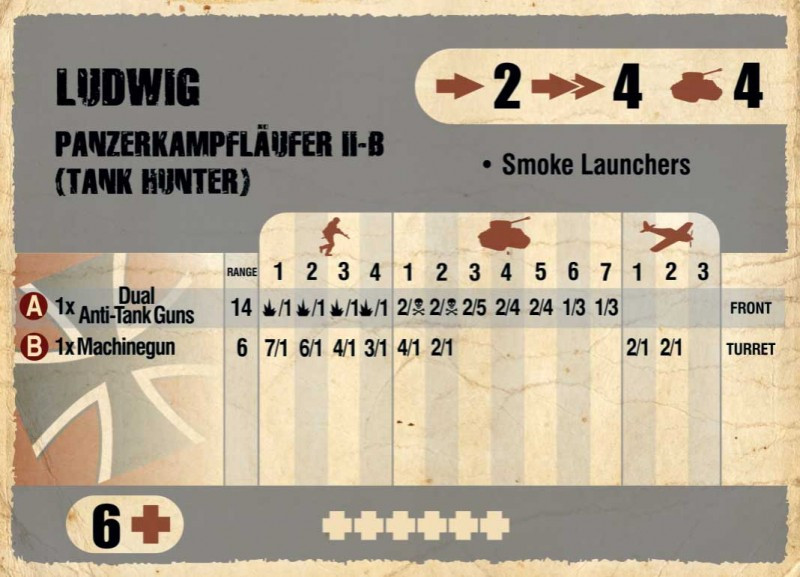 LUDWIG
2 4 4
PANZERKAMPFLÄUFER II-B
(TANK HUNTER)
• Smoke Launchers
RANGE 1 2 3 4 1 2 3 4 5 6 7 1 2 3
A 1x Dual Anti-Tank Guns 14 /1 /1 /1 /1 2/ 2/ 2/5 2/4 2/4 1/3 1/3 FRONT
B 1x Machinegun 6 7/1 6/1 4/1 3/1 4/1 2/1 2/1 2/1 TURRET
6